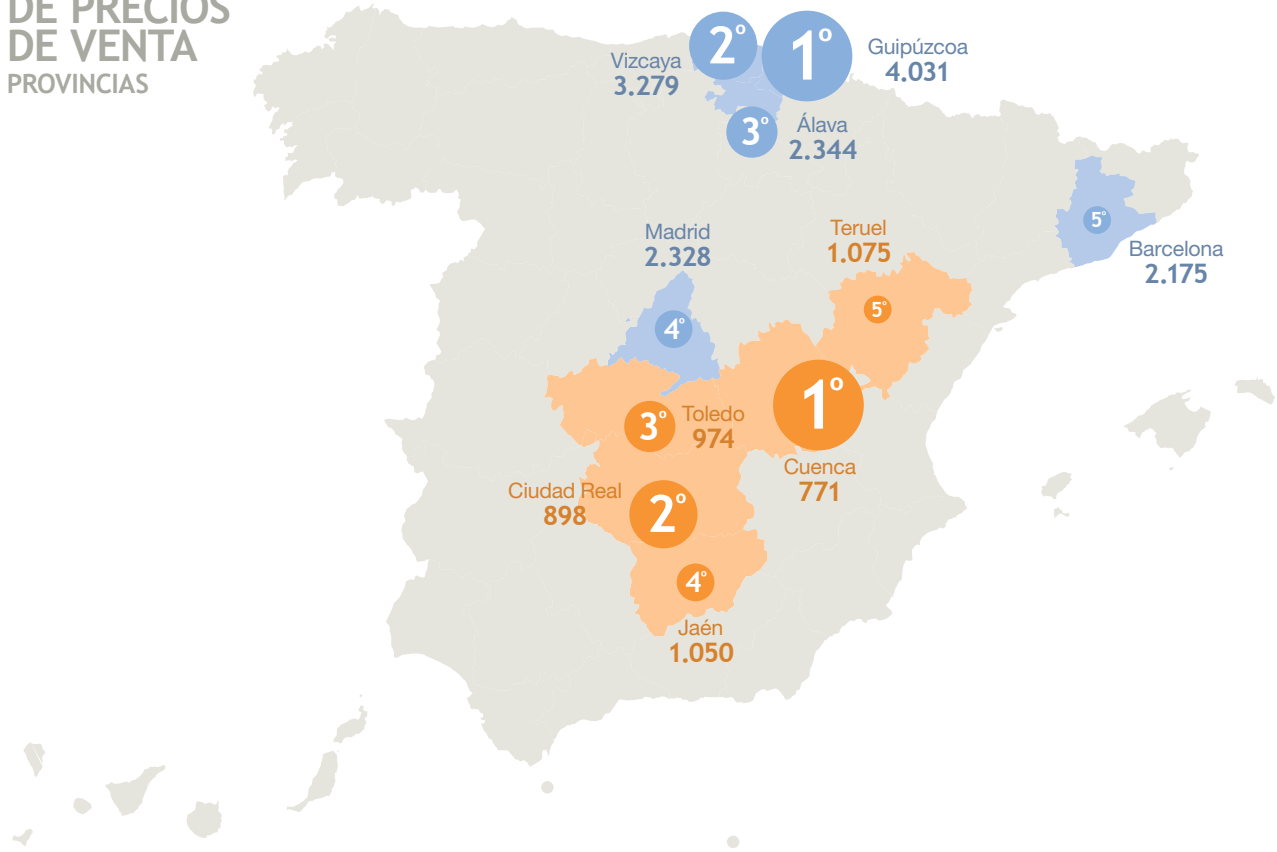 DE PRECIOS
DE VENTA
PROVINCIAS
2º
1º
Vizcaya
3.279
Guipúzcoa
4.031
3º
Álava
2.344
5º
Barcelona
2.175
Madrid
2.328
4º
Teruel
1.075
5º
1º
Cuenca
771
3º
Toledo
974
Ciudad Real
898
2º
4º
Jaén
1.050